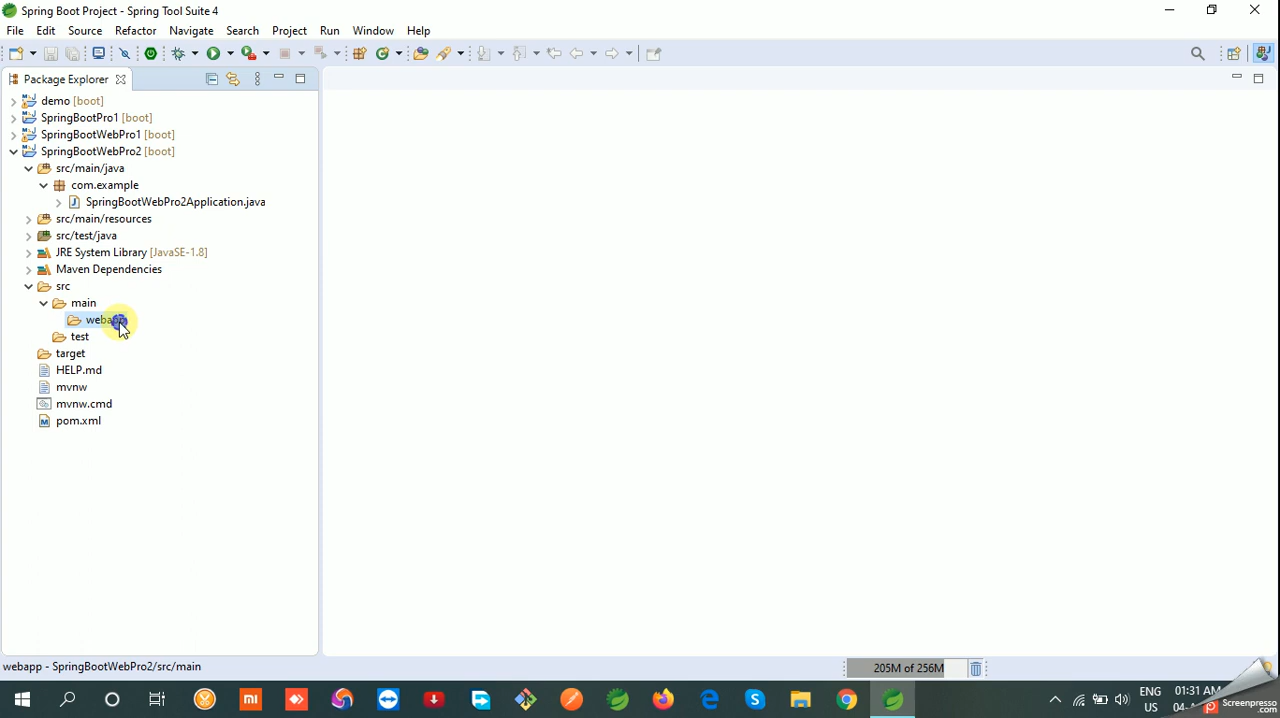 Spring Boot Project - Spring Tool Suite 4
File Edit Source Refactor Navigate Search Project Run Window Help
Package Explorer
demo [boot]
SpringBootPro1 [boot]
SpringBootWebPro1 [boot]
SpringBootWebPro2 [boot]
src/main/java
com.example
SpringBootWebPro2Application.java
src/main/resources
src/test/java
JRE System Library [JavaSE-1.8]
Maven Dependencies
src
main
webapp
test
target
HELP.md
mvnw
mvnw.cmd
pom.xml
webapp - SpringBootWebPro2/src/main
205M of 256M
ENG
US
01:31 AM
Screenpresso
.com